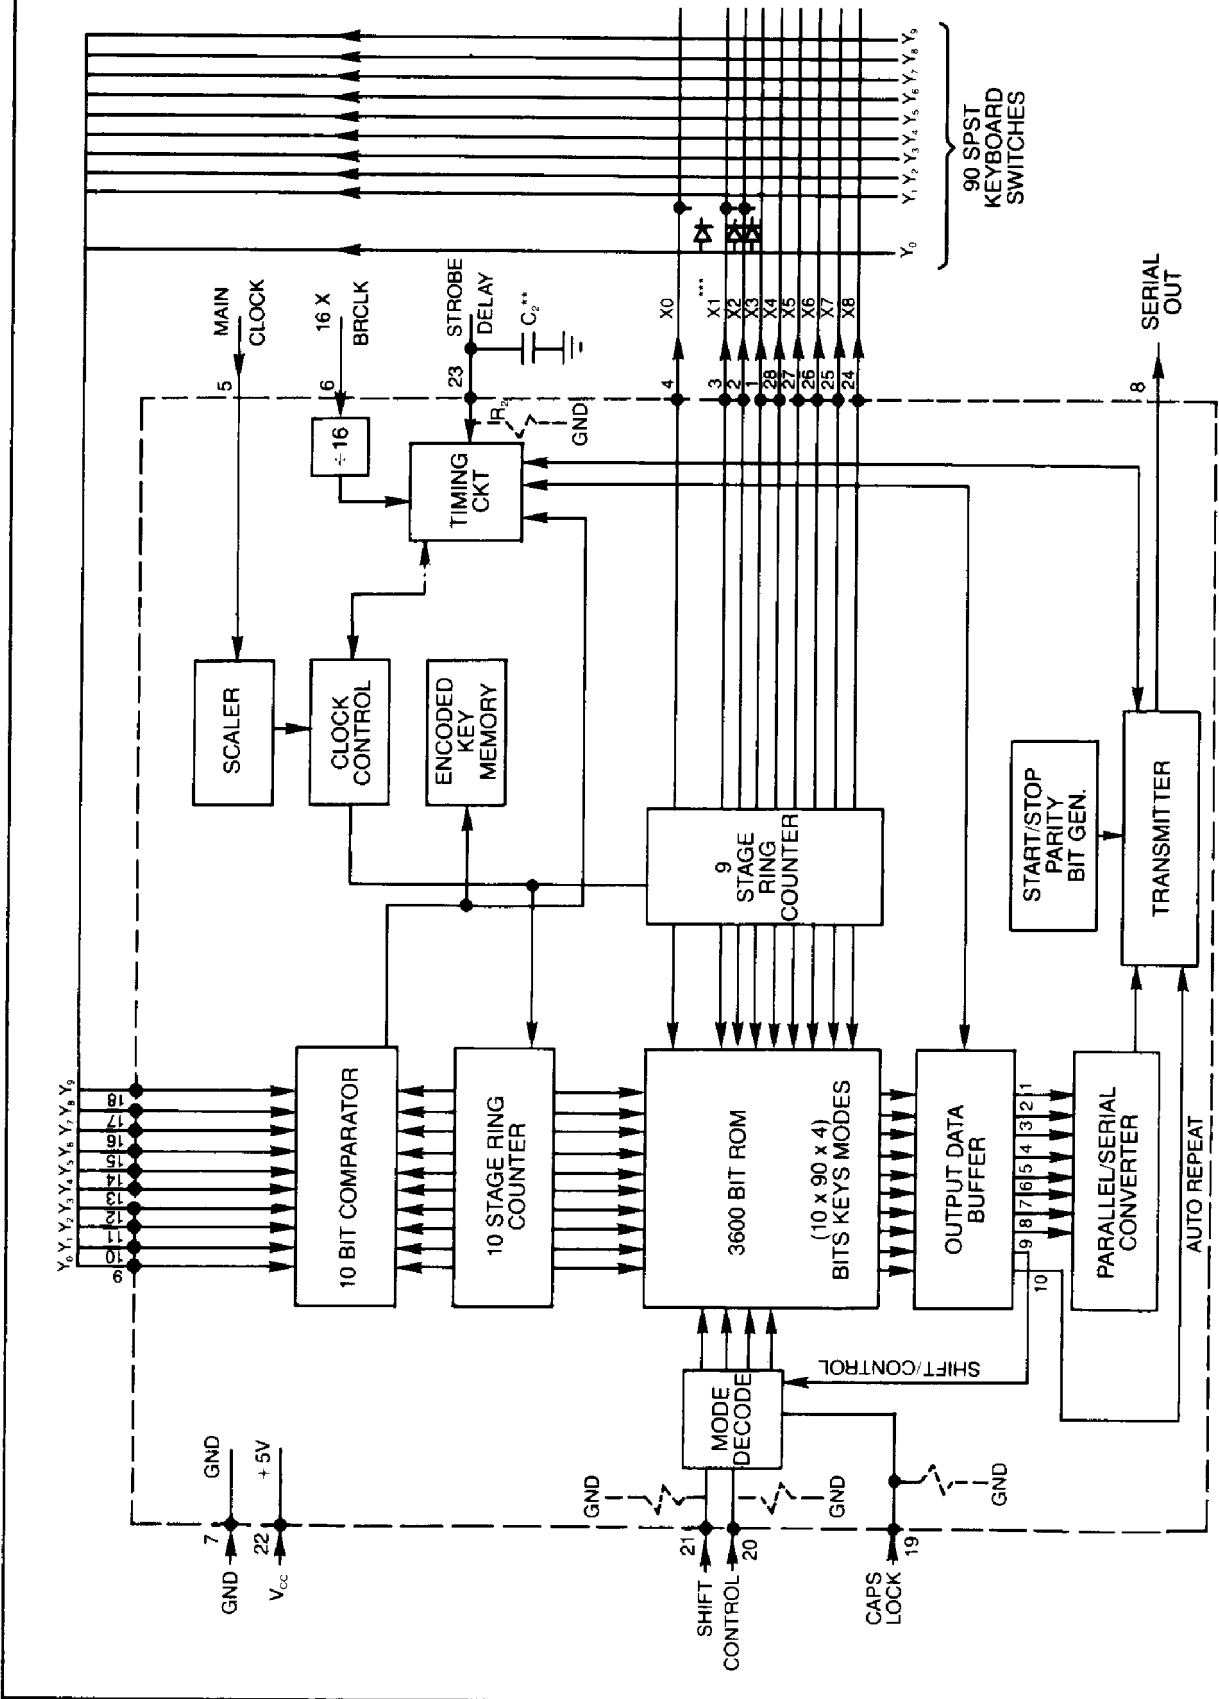 GND
7
GND
VCC
22
+ 5V
SHIFT
21
CONTROL
20
CAPS
LOCK
19
GND
GND
GND
MODE
DECODE
SHIFT/CONTROL
Y0 Y1 Y2 Y3 Y4 Y5 Y6 Y7 Y8 Y9
9 10 11 12 13 14 15 16 17 18
10 BIT COMPARATOR
10 STAGE RING
COUNTER
3600 BIT ROM
(10 x 90 x 4)
BITS KEYS MODES
OUTPUT DATA
BUFFER
10 9 8 7 6 5 4 3 2 1
PARALLEL/SERIAL
CONVERTER
AUTO REPEAT
SCALER
CLOCK
CONTROL
ENCODED
KEY
MEMORY
9
STAGE
RING
COUNTER
START/STOP
PARITY
BIT GEN.
TRANSMITTER
÷16
TIMING
CKT
R2
GND
5
MAIN
CLOCK
6
16 X
BRCLK
23
STROBE
DELAY
C2**
4 X0
3 X1 ***
2 X2
1 X3
28 X4
27 X5
26 X6
25 X7
24 X8
8
SERIAL
OUT
Y0 Y1 Y2 Y3 Y4 Y5 Y6 Y7 Y8 Y9
90 SPST
KEYBOARD
SWITCHES